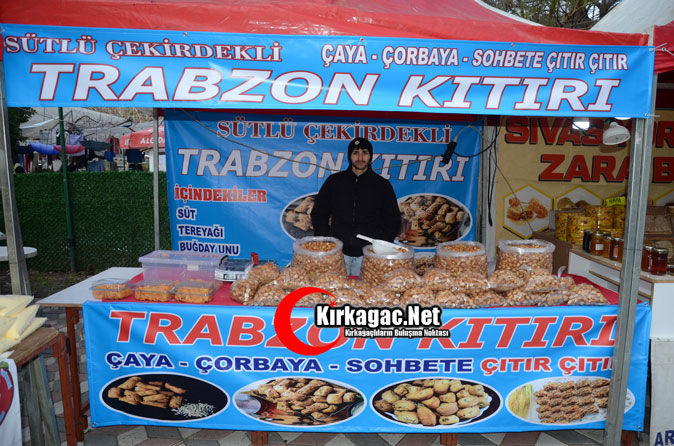 SÜTLÜ ÇEKİRDEKLİ
ÇAYA - ÇORBAYA - SOHBETE ÇITIR ÇITIR
TRABZON KITIRI
SÜTLÜ ÇEKİRDEKLİ
TRABZON KITIRI
İÇİNDEKİLER
SÜT
TEREYAĞI
BUĞDAY UNU
SIVAS
ZARA BA
TRABZON KITIRI
Kirkagac.Net
Kırkağaçlıların Buluşma Noktası
ÇAYA - ÇORBAYA - SOHBETE ÇITIR ÇITIR